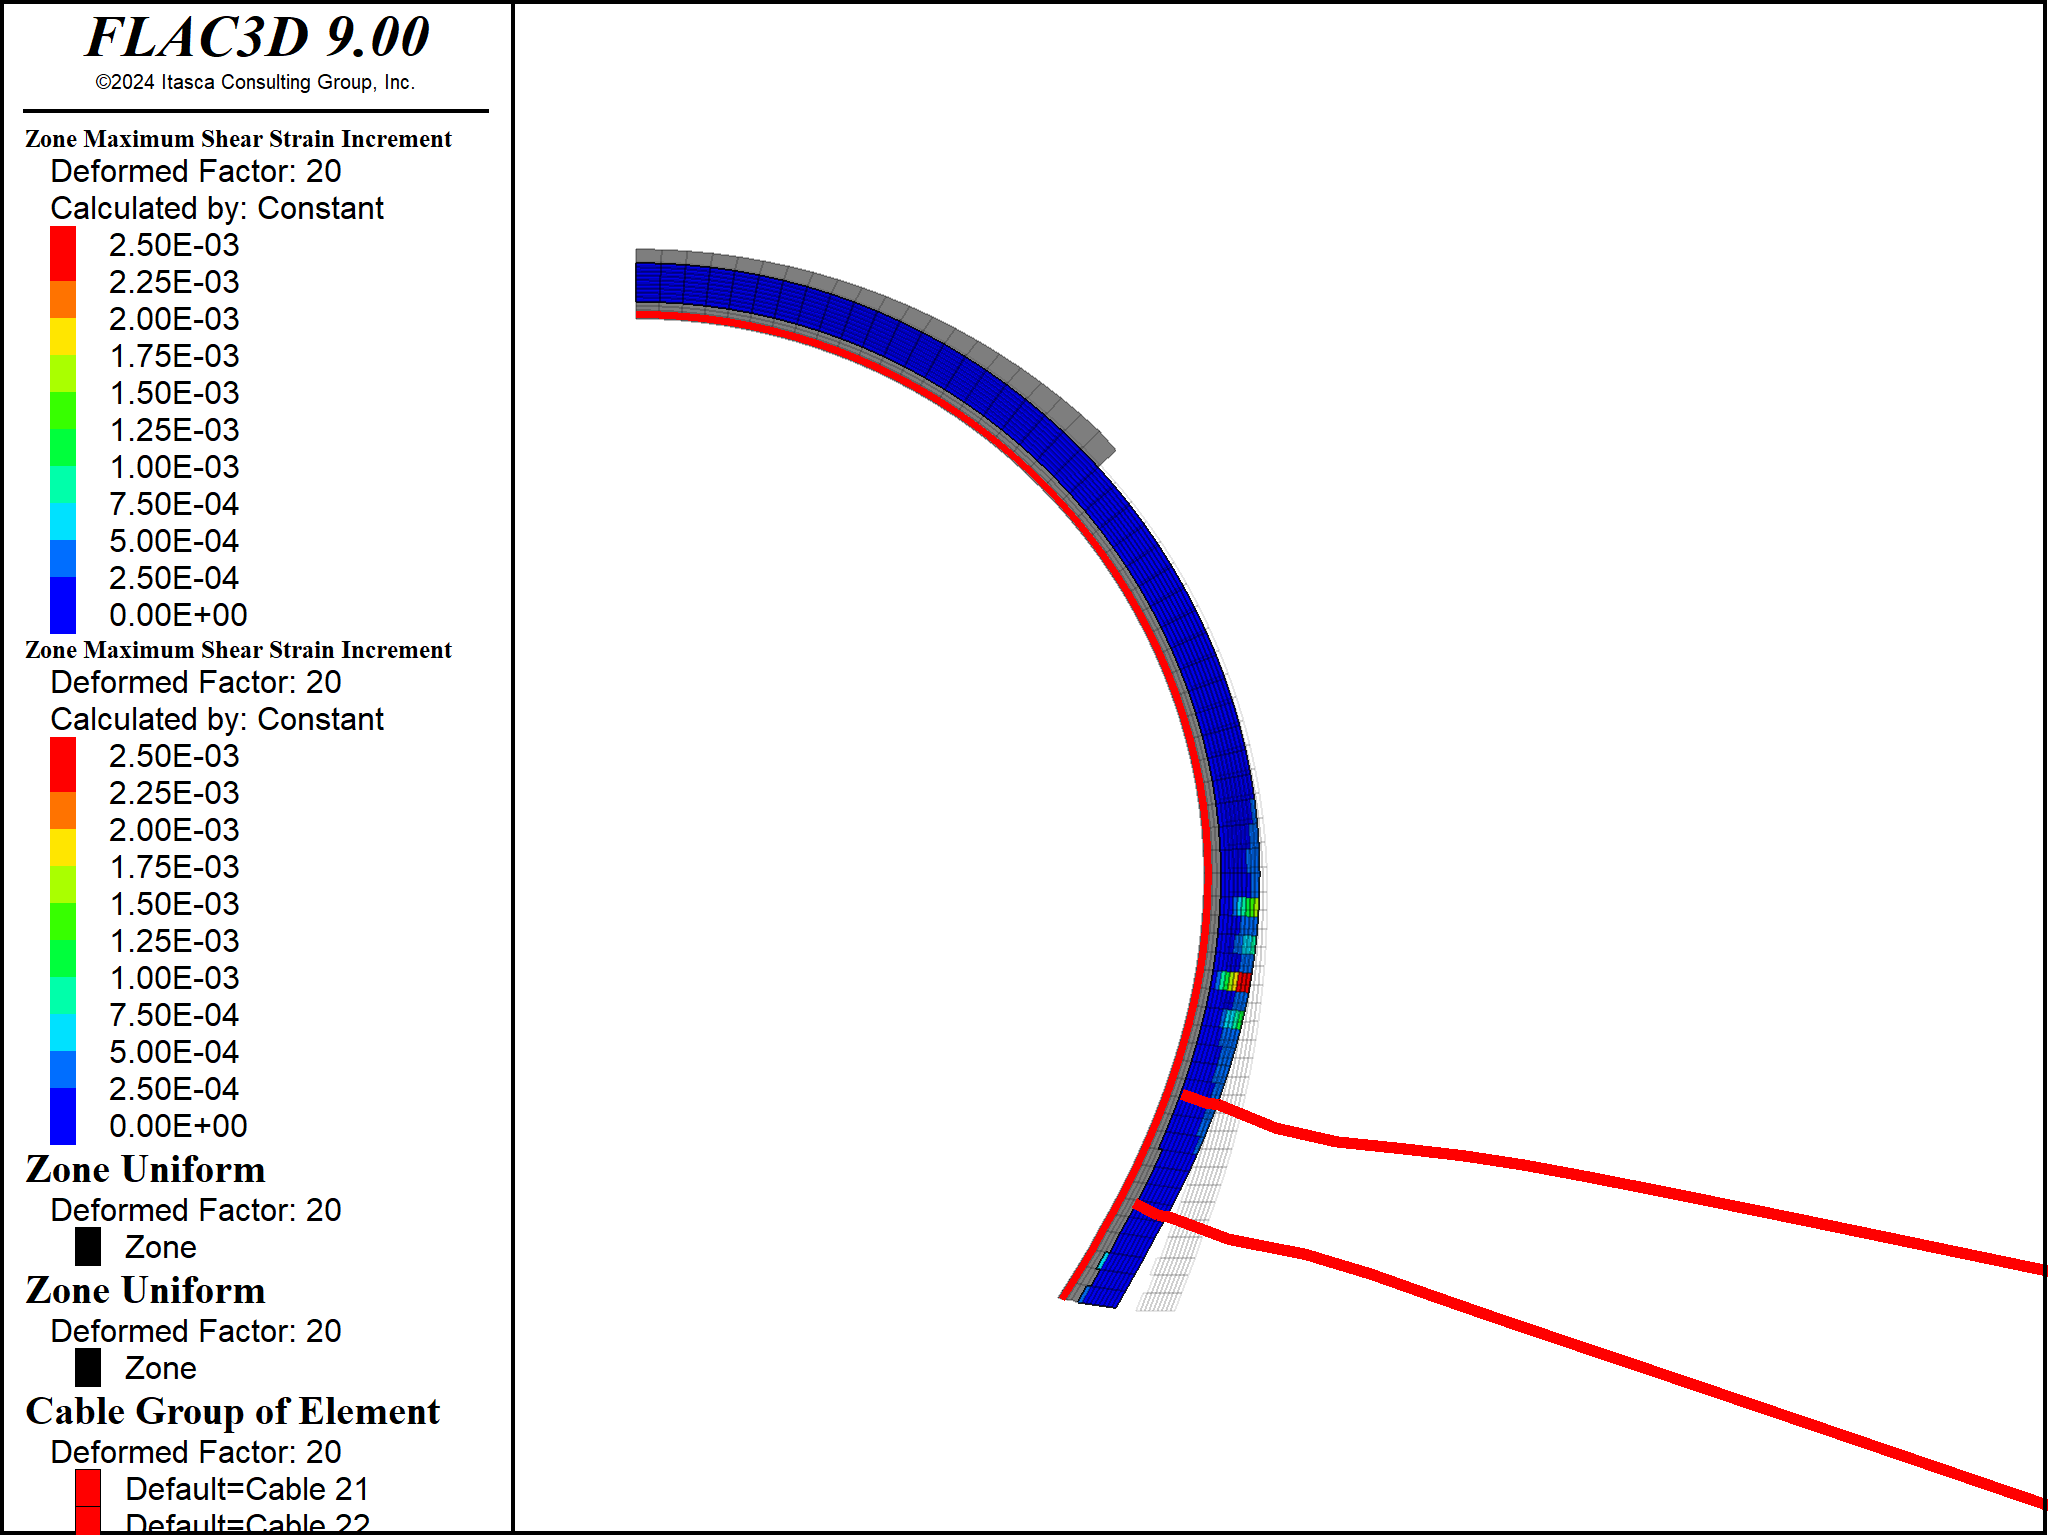 FLAC3D 9.00
©2024 Itasca Consulting Group, Inc.
Zone Maximum Shear Strain Increment
Deformed Factor: 20
Calculated by: Constant
2.50E-03
2.25E-03
2.00E-03
1.75E-03
1.50E-03
1.25E-03
1.00E-03
7.50E-04
5.00E-04
2.50E-04
0.00E+00
Zone Maximum Shear Strain Increment
Deformed Factor: 20
Calculated by: Constant
2.50E-03
2.25E-03
2.00E-03
1.75E-03
1.50E-03
1.25E-03
1.00E-03
7.50E-04
5.00E-04
2.50E-04
0.00E+00
Zone Uniform
Deformed Factor: 20
Zone
Zone Uniform
Deformed Factor: 20
Zone
Cable Group of Element
Deformed Factor: 20
Default=Cable 21
Default=Cable 22